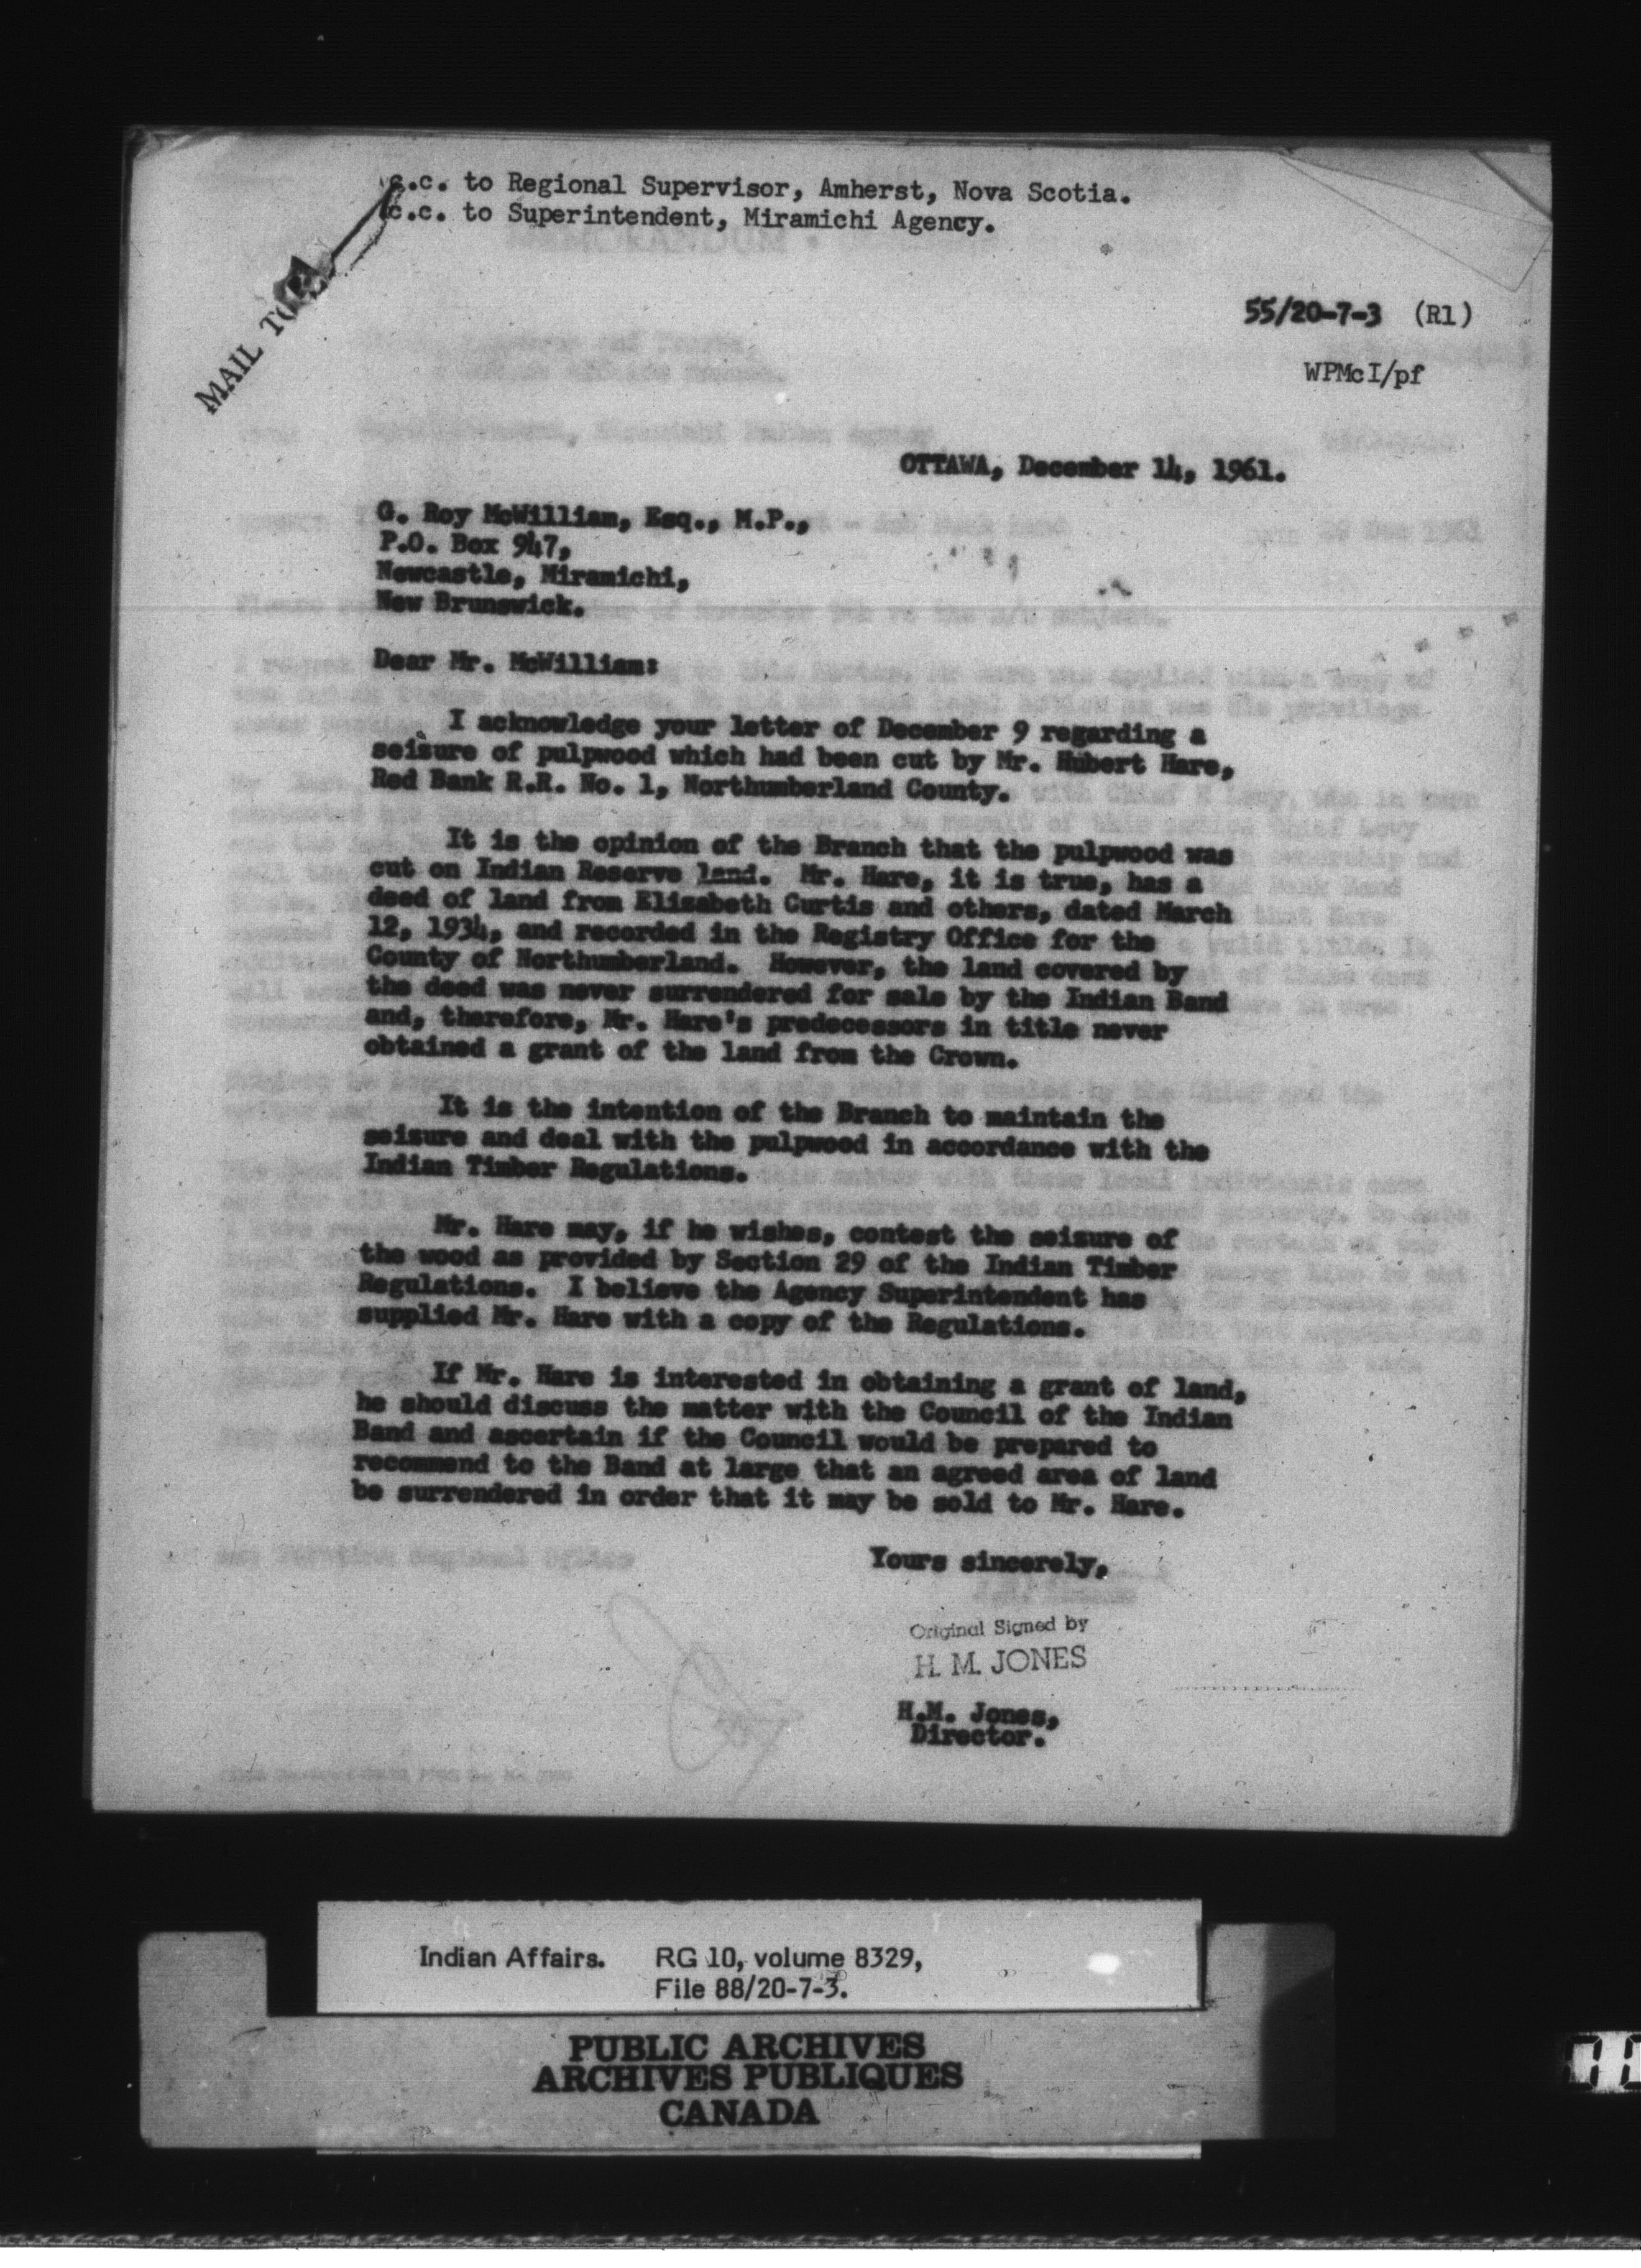 c.c. to Regional Supervisor, Amherst, Nova Scotia.
c.c. to Superintendent, Miramichi Agency.
MAIL TO
55/20-7-3 (R1)
WPMcI/pf
OTTAWA, December 14, 1961.
G. Roy McWilliam, Esq., M.P.,
P.O. Box 947,
Newcastle, Miramichi,
New Brunswick.
Dear Mr. McWilliam:
I acknowledge your letter of December 9 regarding a
seizure of pulpwood which had been cut by Mr. Hubert Hare,
Red Bank R.R. No. 1, Northumberland County.
It is the opinion of the Branch that the pulpwood was
cut on Indian Reserve land. Mr. Hare, it is true, has a
deed of land from Elizabeth Curtis and others, dated March
12, 1934, and recorded in the Registry Office for the
County of Northumberland. However, the land covered by
the deed was never surrendered for sale by the Indian Band
and, therefore, Mr. Hare's predecessors in title never
obtained a grant of the land from the Crown.
It is the intention of the Branch to maintain the
seizure and deal with the pulpwood in accordance with the
Indian Timber Regulations.
Mr. Hare may, if he wishes, contest the seizure of
the wood as provided by Section 29 of the Indian Timber
Regulations. I believe the Agency Superintendent has
supplied Mr. Hare with a copy of the Regulations.
If Mr. Hare is interested in obtaining a grant of land,
he should discuss the matter with the Council of the Indian
Band and ascertain if the Council would be prepared to
recommend to the Band at large that an agreed area of land
be surrendered in order that it may be sold to Mr. Hare.
Yours sincerely,
Original Signed by
H. M. JONES
H.M. Jones,
Director.
Indian Affairs. RG 10, volume 8329,
File 88/20-7-3.
PUBLIC ARCHIVES
ARCHIVES PUBLIQUES
CANADA